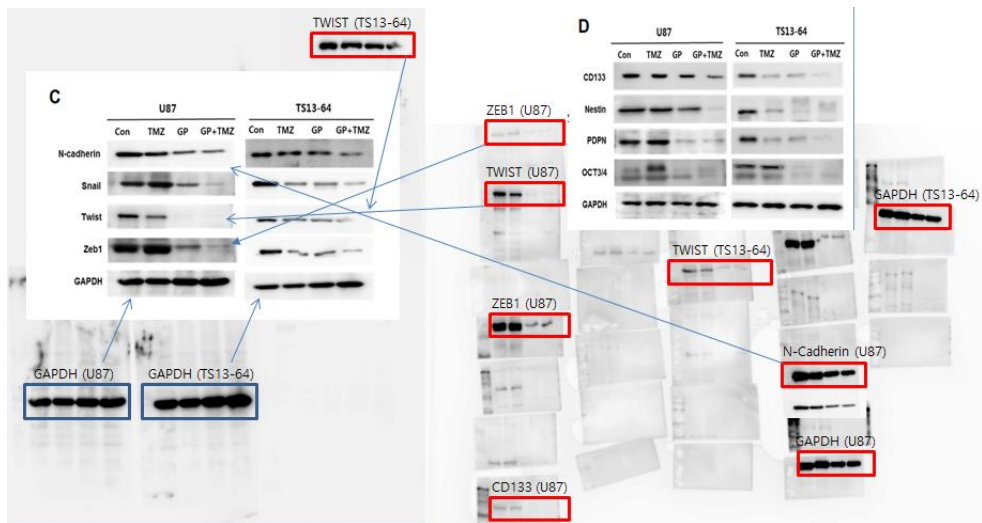 TWIST (TS13-64)
C
U87 TS13-64
Con TMZ GP GP+TMZ Con TMZ GP GP+TMZ
N-cadherin
Snail
Twist
Zeb1
GAPDH
GAPDH (U87)
GAPDH (TS13-64)
D
U87 TS13-64
Con TMZ GP GP+TMZ Con TMZ GP GP+TMZ
CD133
Nestin
PDPN
OCT3/4
GAPDH
ZEB1 (U87)
TWIST (U87)
GAPDH (TS13-64)
TWIST (TS13-64)
ZEB1 (U87)
N-Cadherin (U87)
GAPDH (U87)
CD133 (U87)